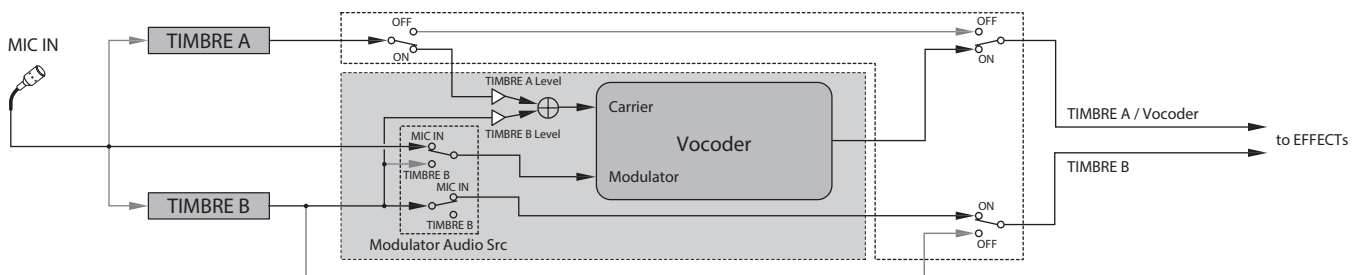 OFF
OFF
MIC IN
TIMBRE A
ON
ON
TIMBRE A Level
Carrier
TIMBRE A / Vocoder
TIMBRE B Level
to EFFECTs
MIC IN
Vocoder
TIMBRE B
TIMBRE B
Modulator
MIC IN
TIMBRE B
ON
TIMBRE B
Modulator Audio Src
OFF